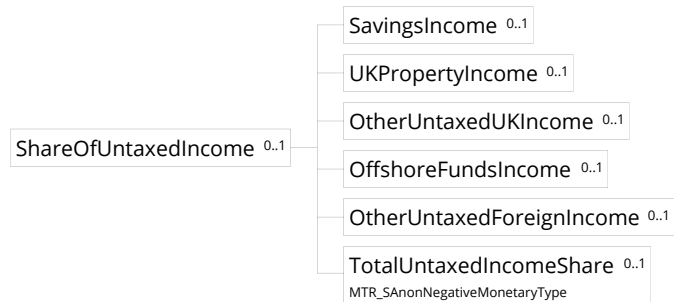 SavingsIncome 0..1
UKPropertyIncome 0..1
OtherUntaxedUKIncome 0..1
ShareOfUntaxedIncome 0..1
OffshoreFundsIncome 0..1
OtherUntaxedForeignIncome 0..1
TotalUntaxedIncomeShare 0..1
MTR_SAnonNegativeMonetaryType